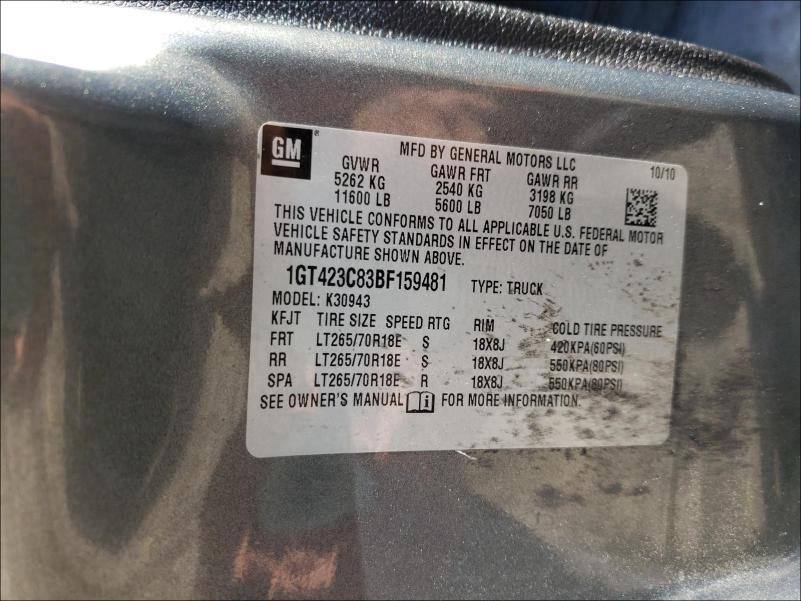 GM ®
MFD BY GENERAL MOTORS LLC 10/10
GVWR GAWR FRT GAWR RR
5262 KG 2540 KG 3198 KG
11600 LB 5600 LB 7050 LB
THIS VEHICLE CONFORMS TO ALL APPLICABLE U.S. FEDERAL MOTOR
VEHICLE SAFETY STANDARDS IN EFFECT ON THE DATE OF
MANUFACTURE SHOWN ABOVE.
1GT423C83BF159481 TYPE: TRUCK
MODEL: K30943
KFJT TIRE SIZE SPEED RTG RIM COLD TIRE PRESSURE
FRT LT265/70R18E S 18X8J 420KPA(60PSI)
RR LT265/70R18E S 18X8J 550KPA(80PSI)
SPA LT265/70R18E R 18X8J 550KPA(80PSI)
SEE OWNER'S MANUAL i FOR MORE INFORMATION.